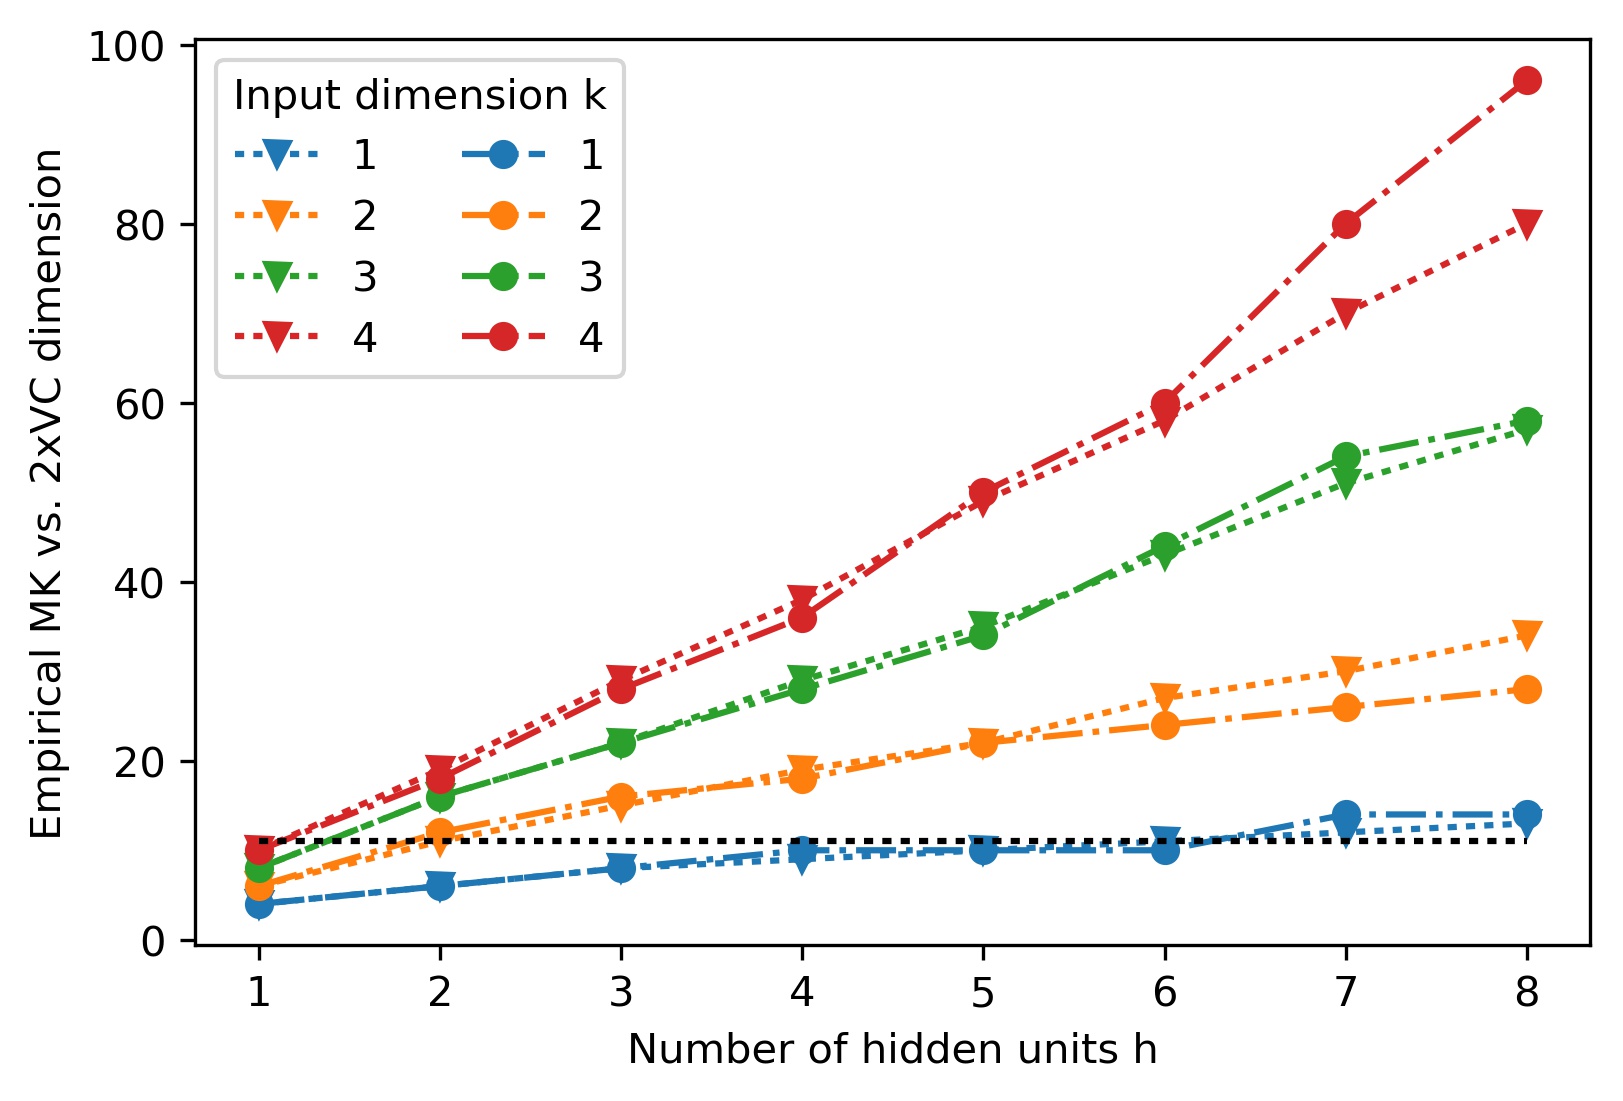 Empirical MK vs. 2xVC dimension
100
80
60
40
20
0
Input dimension k
1 1
2 2
3 3
4 4
1 2 3 4 5 6 7 8
Number of hidden units h